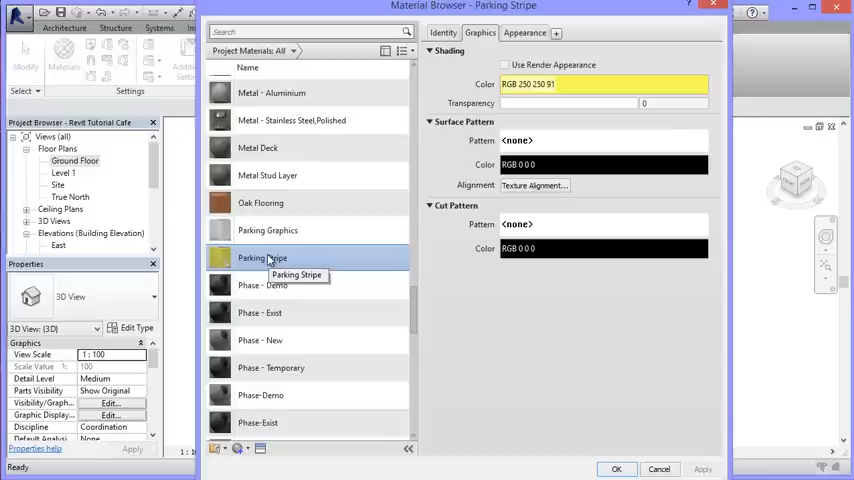 Material Browser - Parking Stripe
Architecture
Structure
Systems
Modify
Materials
Additional
Settings
Select
Settings
Search
Project Materials: All
Name
Metal - Aluminium
Metal - Stainless Steel,Polished
Metal Deck
Metal Stud Layer
Oak Flooring
Parking Graphics
Parking Stripe
Parking Stripe
Phase - Demo
Phase - Exist
Phase - New
Phase - Temporary
Phase-Demo
Phase-Exist
Identity
Graphics
Appearance
Shading
Use Render Appearance
Color
RGB 250 250 91
Transparency
0
Surface Pattern
Pattern
<none>
Color
RGB 0 0 0
Alignment
Texture Alignment...
Cut Pattern
Pattern
<none>
Color
RGB 0 0 0
OK
Cancel
Apply
Project Browser - Revit Tutorial Cafe
Views (all)
Floor Plans
Ground Floor
Level 1
Site
True North
Ceiling Plans
3D Views
Elevations (Building Elevation)
East
Properties
3D View
3D View: {3D}
Edit Type
Graphics
View Scale
1 : 100
Scale Value 1:
100
Detail Level
Medium
Parts Visibility
Show Original
Visibility/Graph...
Edit...
Graphic Display...
Edit...
Discipline
Coordination
None
Properties help
Apply
Ready